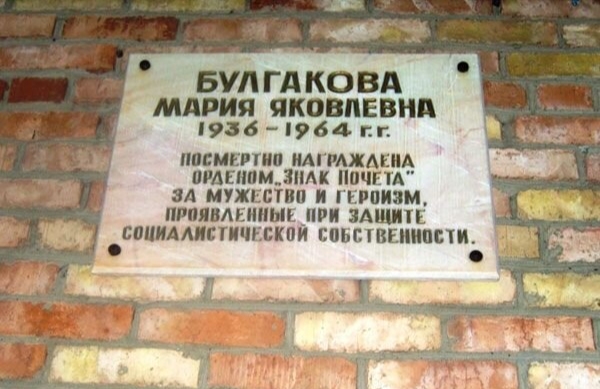 БУЛГАКОВА
МАРИЯ ЯКОВЛЕВНА
1936 – 1964 г.г.
ПОСМЕРТНО НАГРАЖДЕНА
ОРДЕНОМ „ЗНАК ПОЧЕТА"
ЗА МУЖЕСТВО И ГЕРОИЗМ,
ПРОЯВЛЕННЫЕ ПРИ ЗАЩИТЕ
СОЦИАЛИСТИЧЕСКОЙ СОБСТВЕННОСТИ.